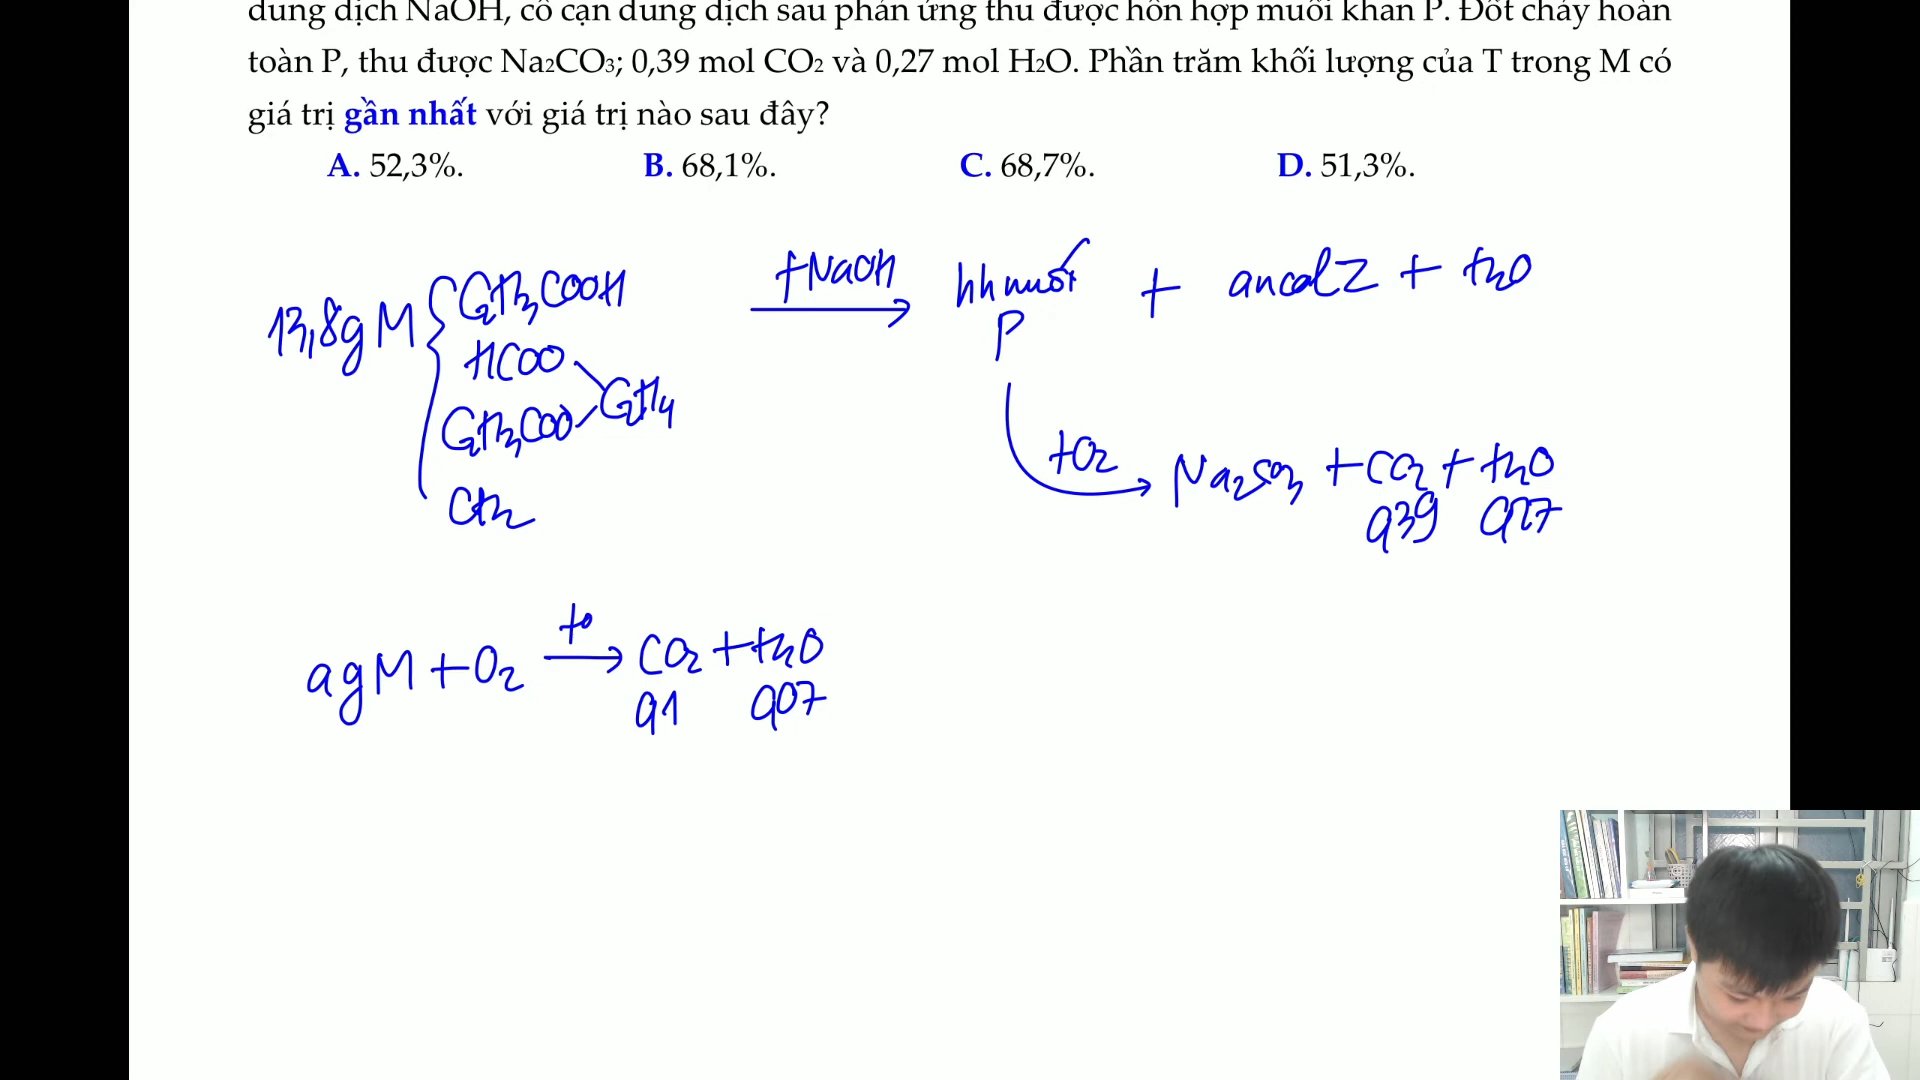 dung dịch NaOH, cô cạn dung dịch sau phản ứng thu được hỗn hợp muối khan P. Đốt cháy hoàn
toàn P, thu được Na₂CO₃; 0,39 mol CO₂ và 0,27 mol H₂O. Phần trăm khối lượng của T trong M có
giá trị gần nhất với giá trị nào sau đây?
A. 52,3%. B. 68,1%. C. 68,7%. D. 51,3%.
13,8g M { C₂H₃COOH +NaOH → hh muối + ancol Z + H₂O
HCOO P
C₂H₃COO C₂H₄
CH₂
+O₂ → Na₂CO₃ + CO₂ + H₂O
0,39 0,27
a g M + O₂ t° → CO₂ + H₂O
0,1 0,07